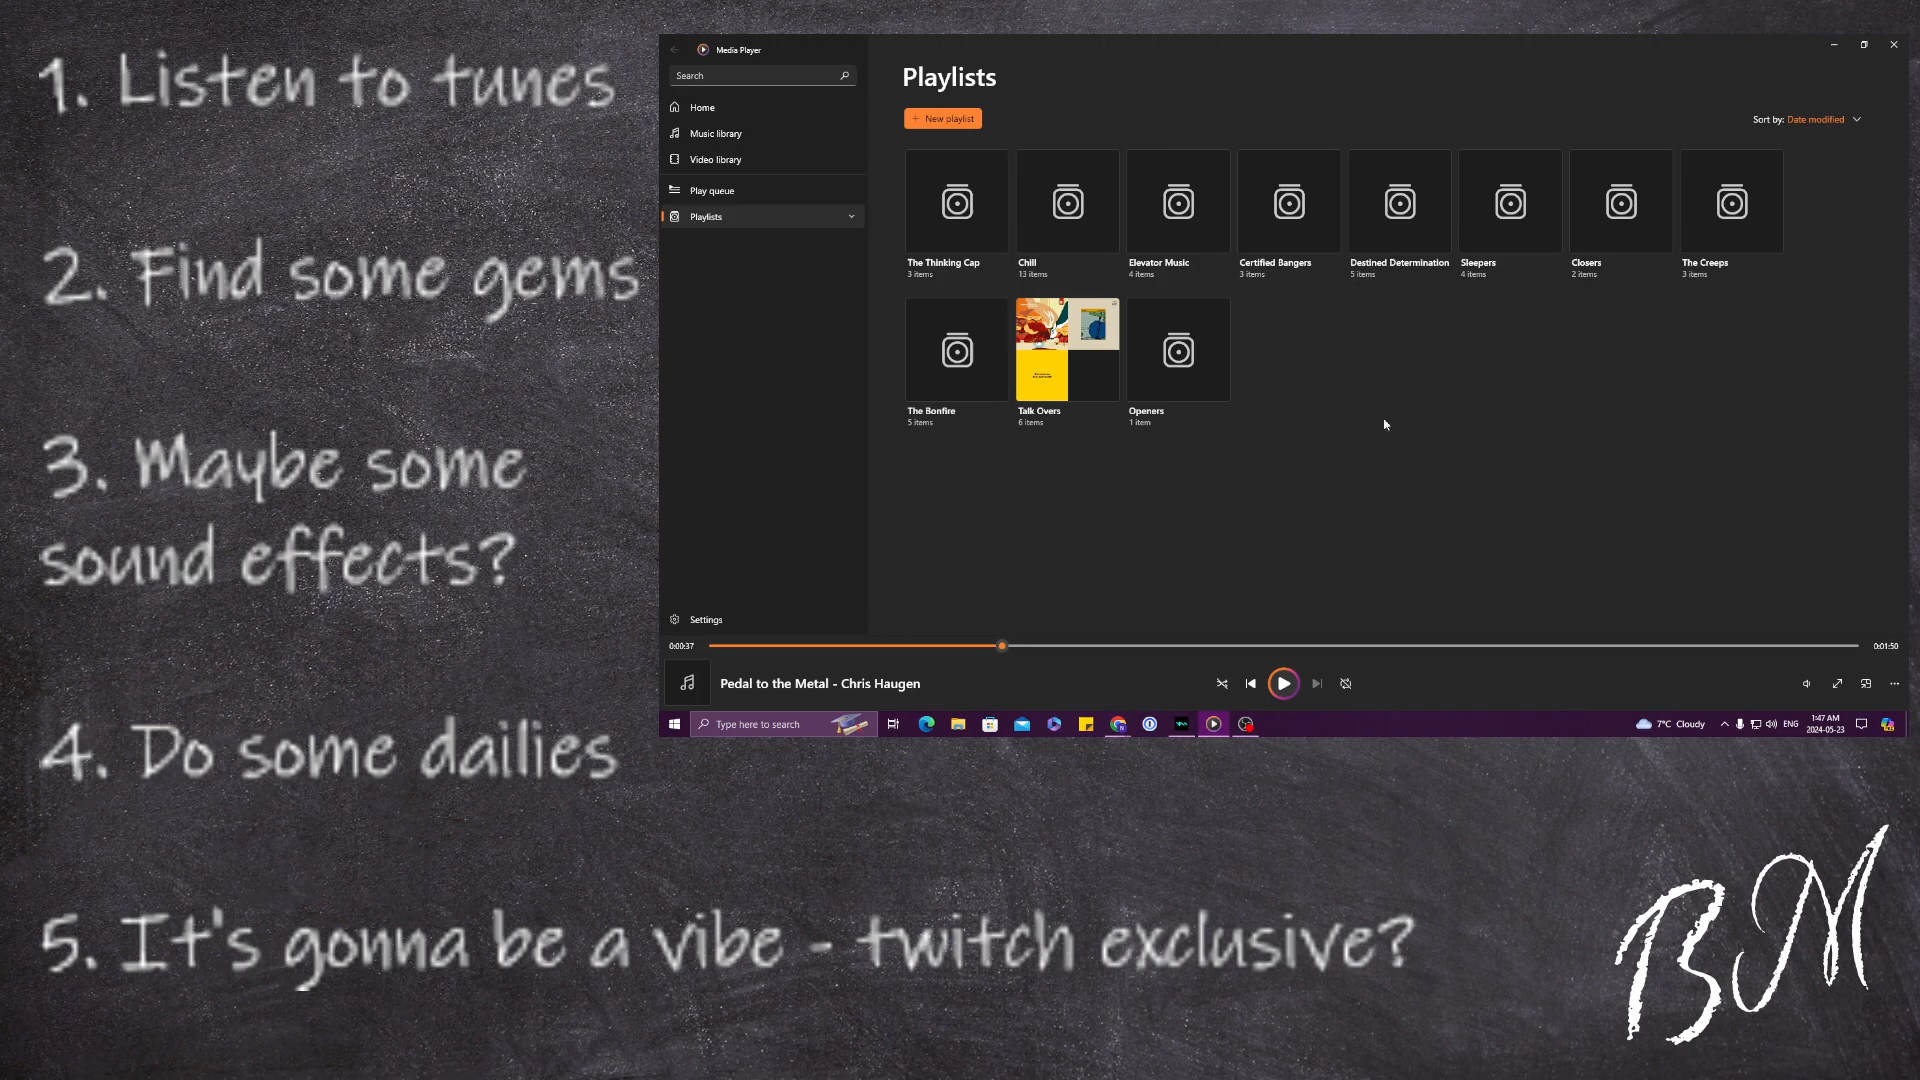 1. Listen to tunes
2. Find some gems
3. Maybe some
sound effects?
4. Do some dailies
5. It's gonna be a vibe - twitch exclusive?
BM
Media Player
Search
Home
Music library
Video library
Play queue
Playlists
Settings
Playlists
+ New playlist
Sort by: Date modified
The Thinking Cap
3 items
Chill
13 items
Elevator Music
4 items
Certified Bangers
3 items
Destined Determination
5 items
Sleepers
4 items
Closers
2 items
The Creeps
3 items
The Bonfire
5 items
Talk Overs
6 items
Openers
1 item
0:00:37
0:01:50
Pedal to the Metal - Chris Haugen
Type here to search
7°C Cloudy
ENG
1:47 AM
2024-05-23